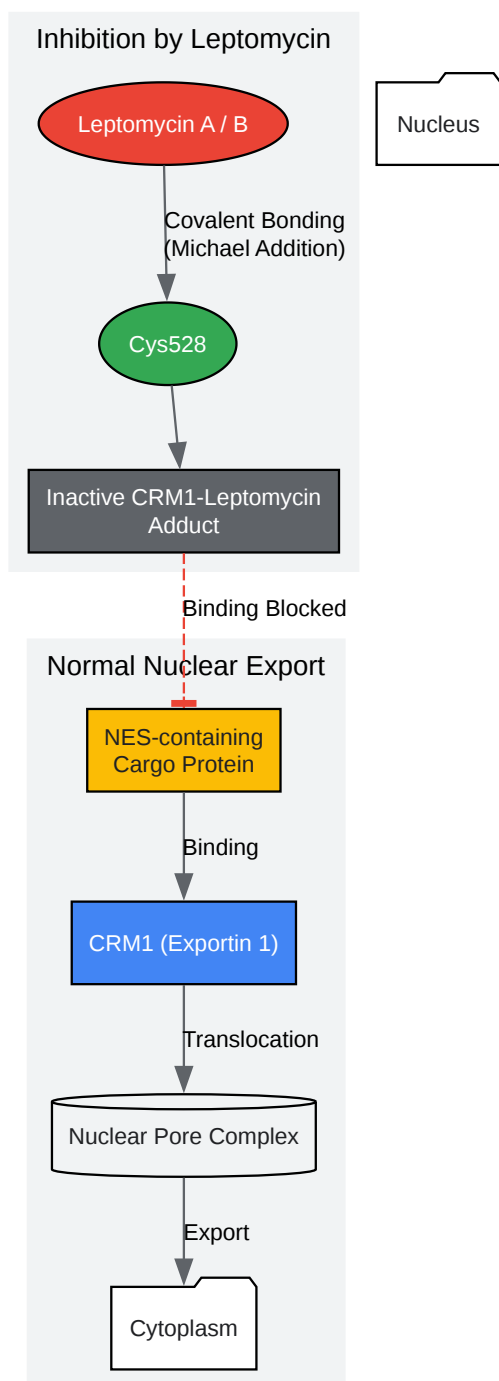 Inhibition by Leptomycin
Leptomycin A / B
Nucleus
Covalent Bonding
(Michael Addition)
Cys528
Inactive CRM1-Leptomycin
Adduct
Binding Blocked
Normal Nuclear Export
NES-containing
Cargo Protein
Binding
CRM1 (Exportin 1)
Translocation
Nuclear Pore Complex
Export
Cytoplasm